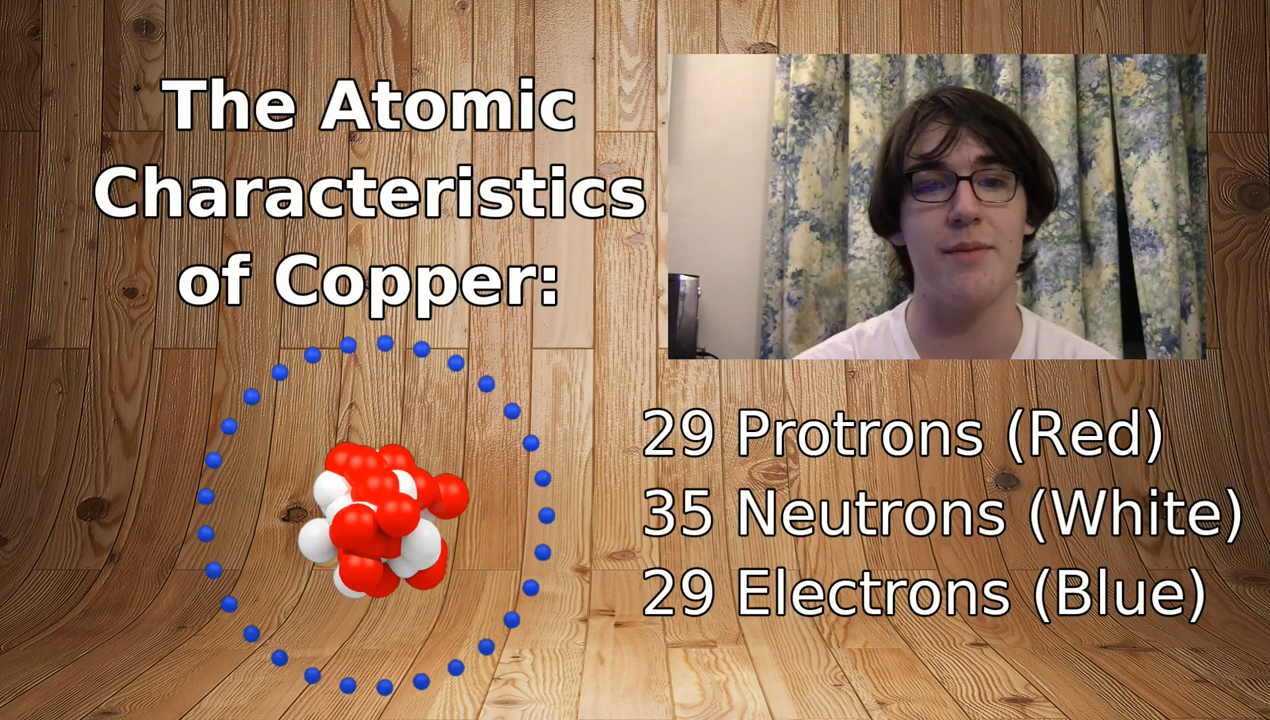 The Atomic
Characteristics
of Copper:
29 Protrons (Red)
35 Neutrons (White)
29 Electrons (Blue)